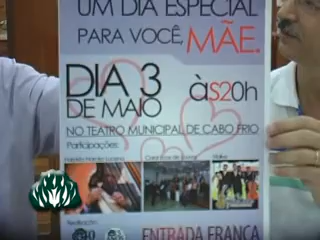 UM DIA ESPECIAL
PARA VOCÊ, MÃE.
DIA 3
DE MAIO
ÀS20h
NO TEATRO MUNICIPAL DE CABO FRIO
Participações:
ENTRADA FRANCA